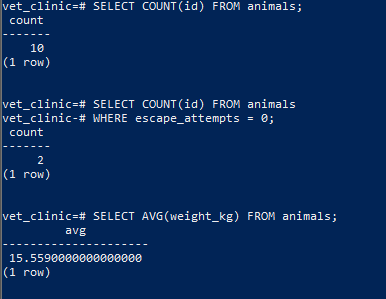 vet_clinic=# SELECT COUNT(id) FROM animals;
 count
-------
    10
(1 row)
vet_clinic=# SELECT COUNT(id) FROM animals
vet_clinic-# WHERE escape_attempts = 0;
 count
-------
     2
(1 row)
vet_clinic=# SELECT AVG(weight_kg) FROM animals;
         avg
---------------------
 15.5590000000000000
(1 row)